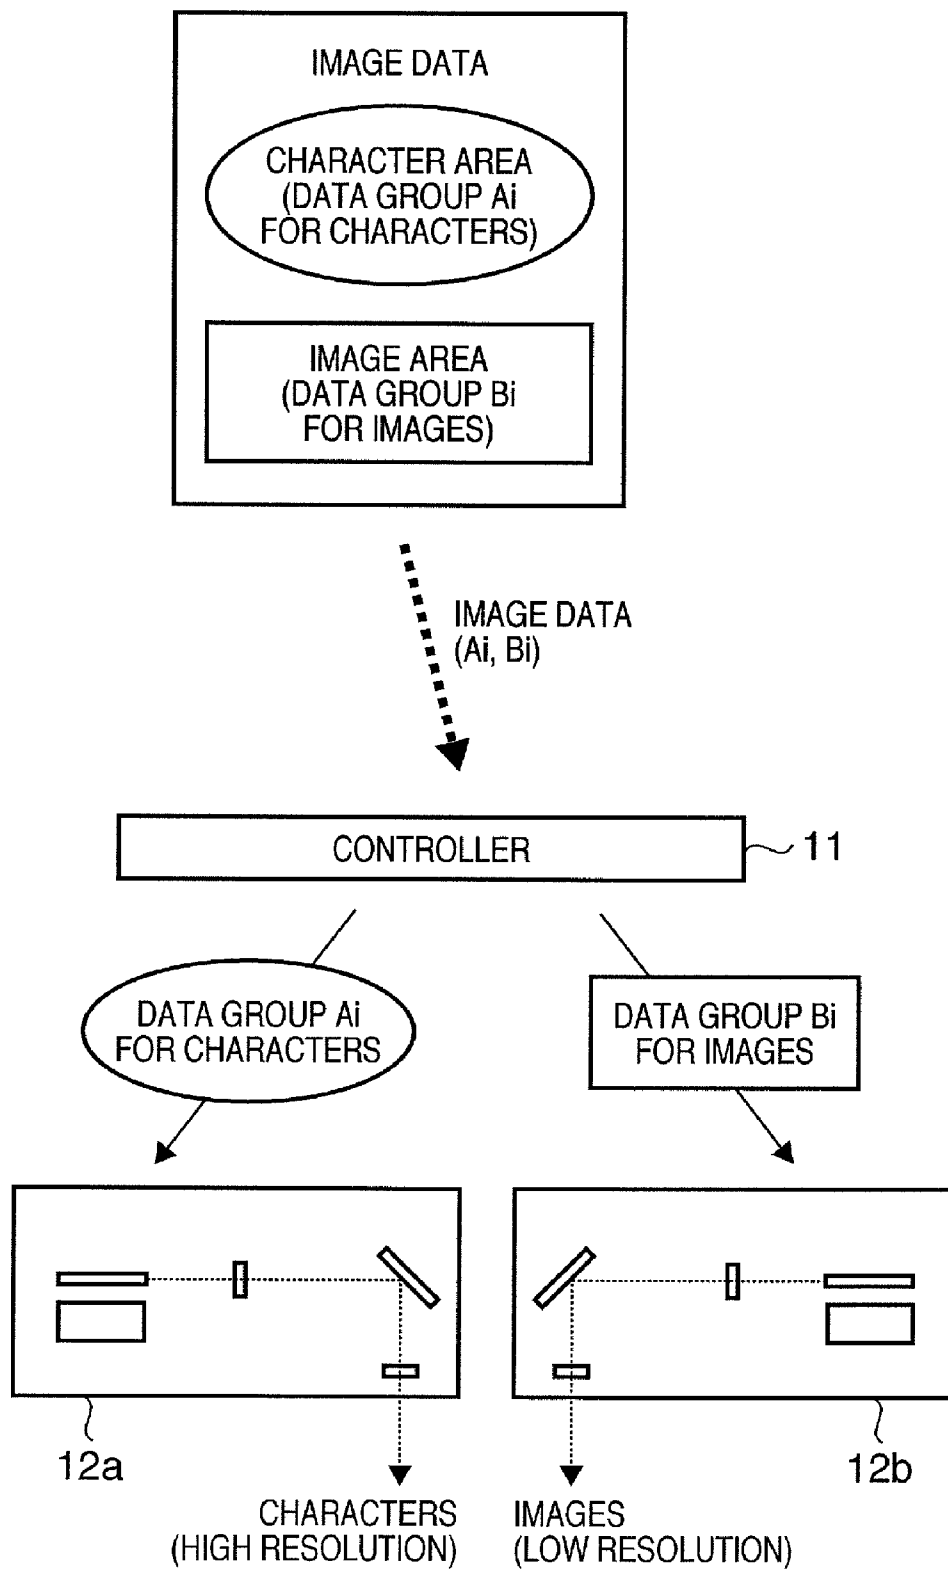 IMAGE DATA
CHARACTER AREA
(DATA GROUP Ai
FOR CHARACTERS)
IMAGE AREA
(DATA GROUP Bi
FOR IMAGES)
IMAGE DATA
(Ai, Bi)
CONTROLLER
11
DATA GROUP Ai
FOR CHARACTERS
DATA GROUP Bi
FOR IMAGES
12a
12b
CHARACTERS
(HIGH RESOLUTION)
IMAGES
(LOW RESOLUTION)